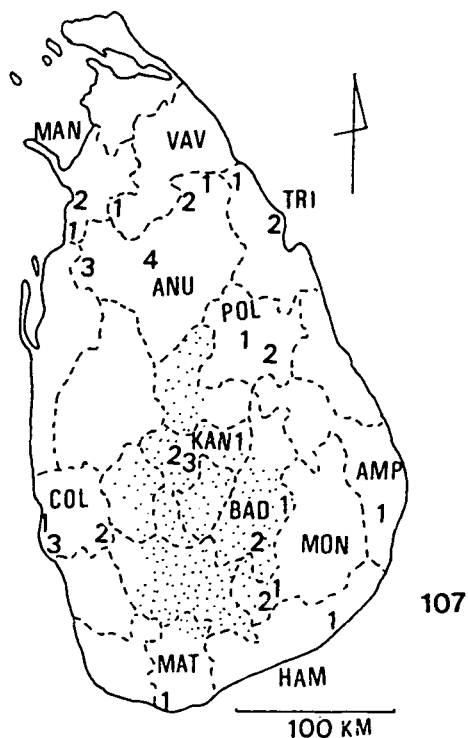 MAN VAV
1 1 TRI
2 1 2 2
1
3 4
ANU
POL
1 2
KAN 1
2 3
AMP
COL BAD 1 1
1
3 2 2 MON
2 1 1 107
MAT
1 HAM
100 KM